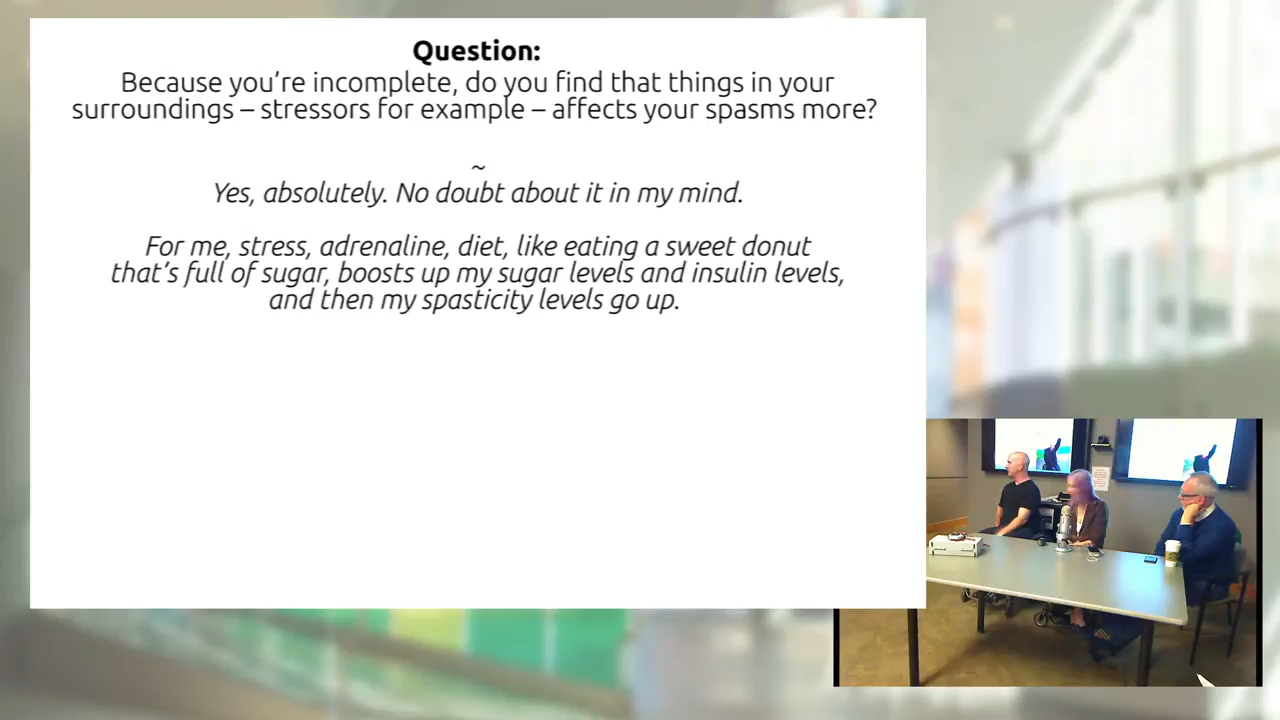 Question:
Because you’re incomplete, do you find that things in your
surroundings – stressors for example – affects your spasms more?
~
Yes, absolutely. No doubt about it in my mind.
For me, stress, adrenaline, diet, like eating a sweet donut
that’s full of sugar, boosts up my sugar levels and insulin levels,
and then my spasticity levels go up.